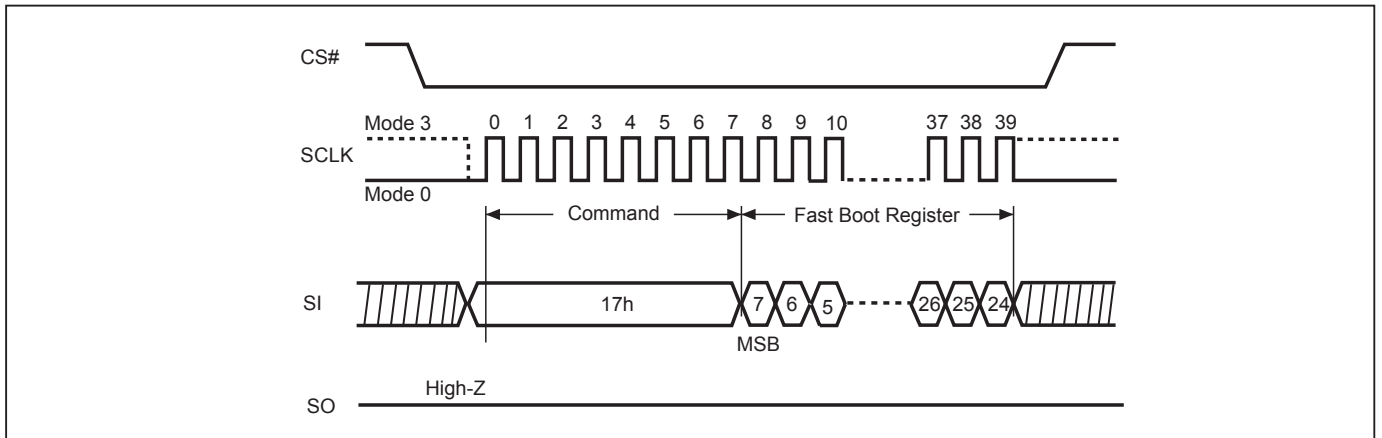 CS#
Mode 3 0 1 2 3 4 5 6 7 8 9 10 37 38 39
SCLK
Mode 0
Command Fast Boot Register
SI 17h 7 6 5 26 25 24
MSB
High-Z
SO